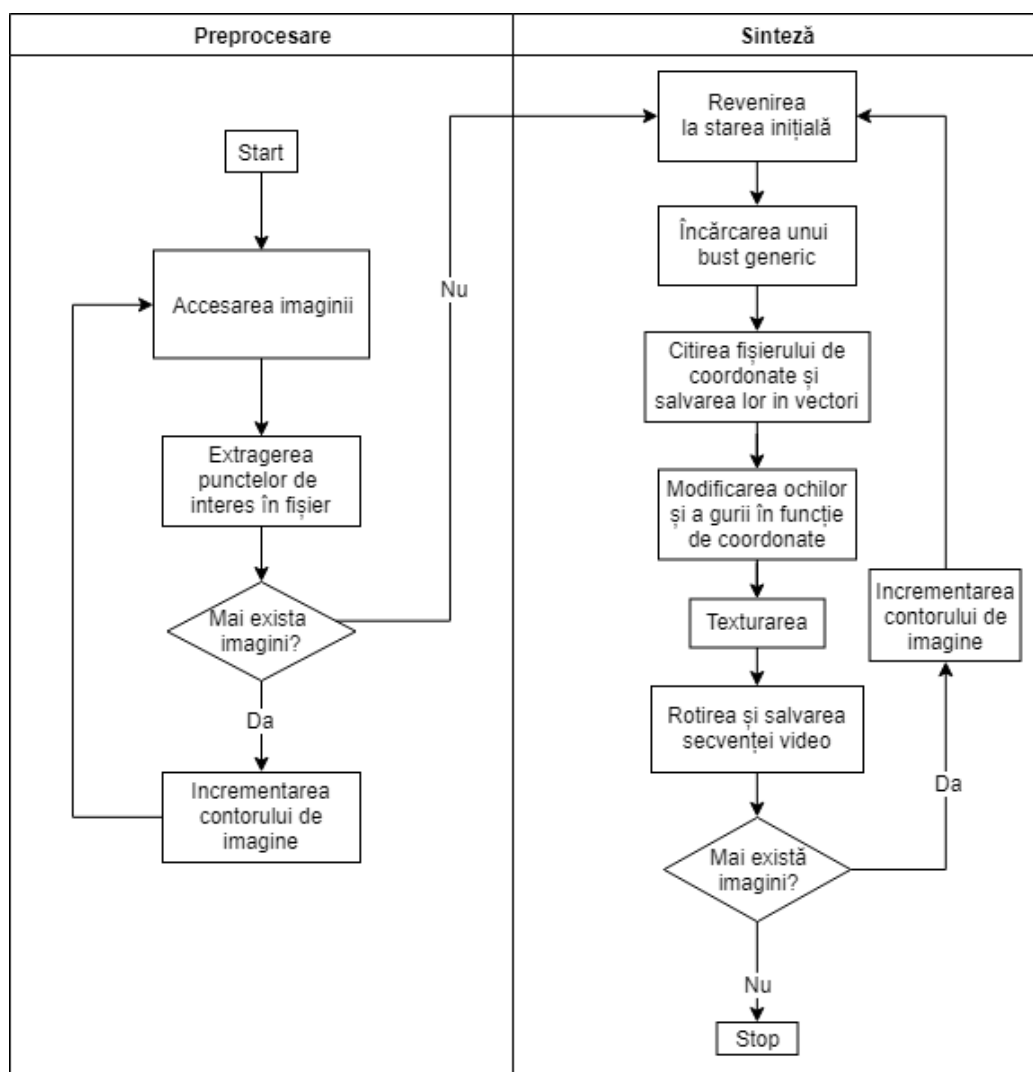 Preprocesare
Start
Accesarea imaginii
Extragerea
punctelor de
interes în fișier
Mai exista
imagini?
Da
Incrementarea
contorului de
imagine
Nu
Sinteză
Revenirea
la starea inițială
Încărcarea unui
bust generic
Citirea fișierului de
coordonate și
salvarea lor in vectori
Modificarea ochilor
și a gurii în funcție
de coordonate
Texturarea
Rotirea și salvarea
secvenței video
Mai există
imagini?
Da
Incrementarea
contorului de
imagine
Nu
Stop